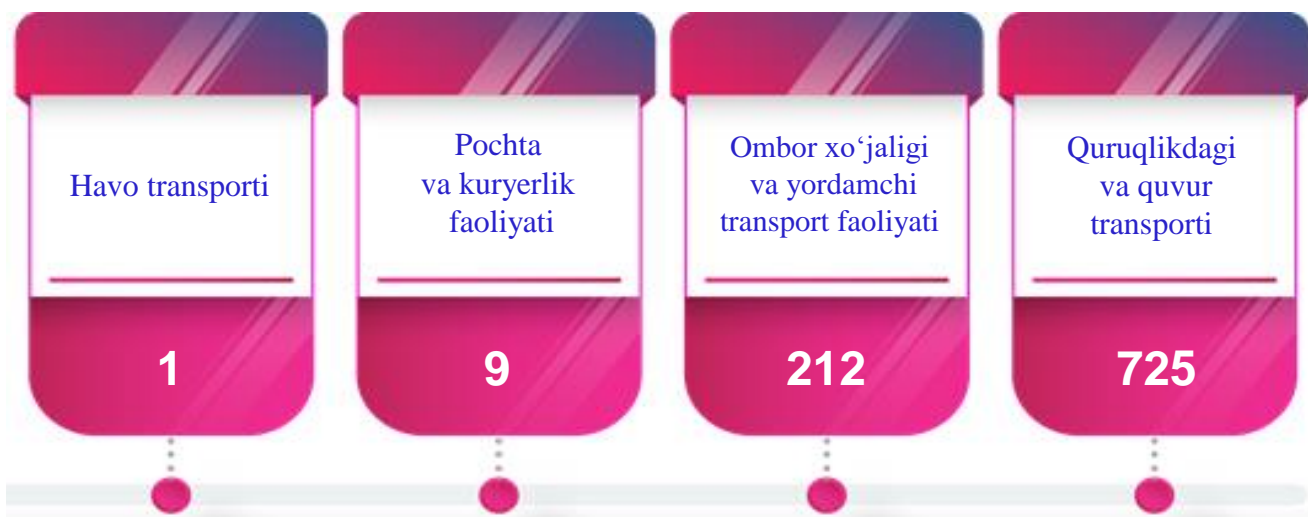 Havo transporti
1
Pochta
va kuryerlik
faoliyati
9
Ombor xo‘jaligi
va yordamchi
transport faoliyati
212
Quruqlikdagi
va quvur
transporti
725